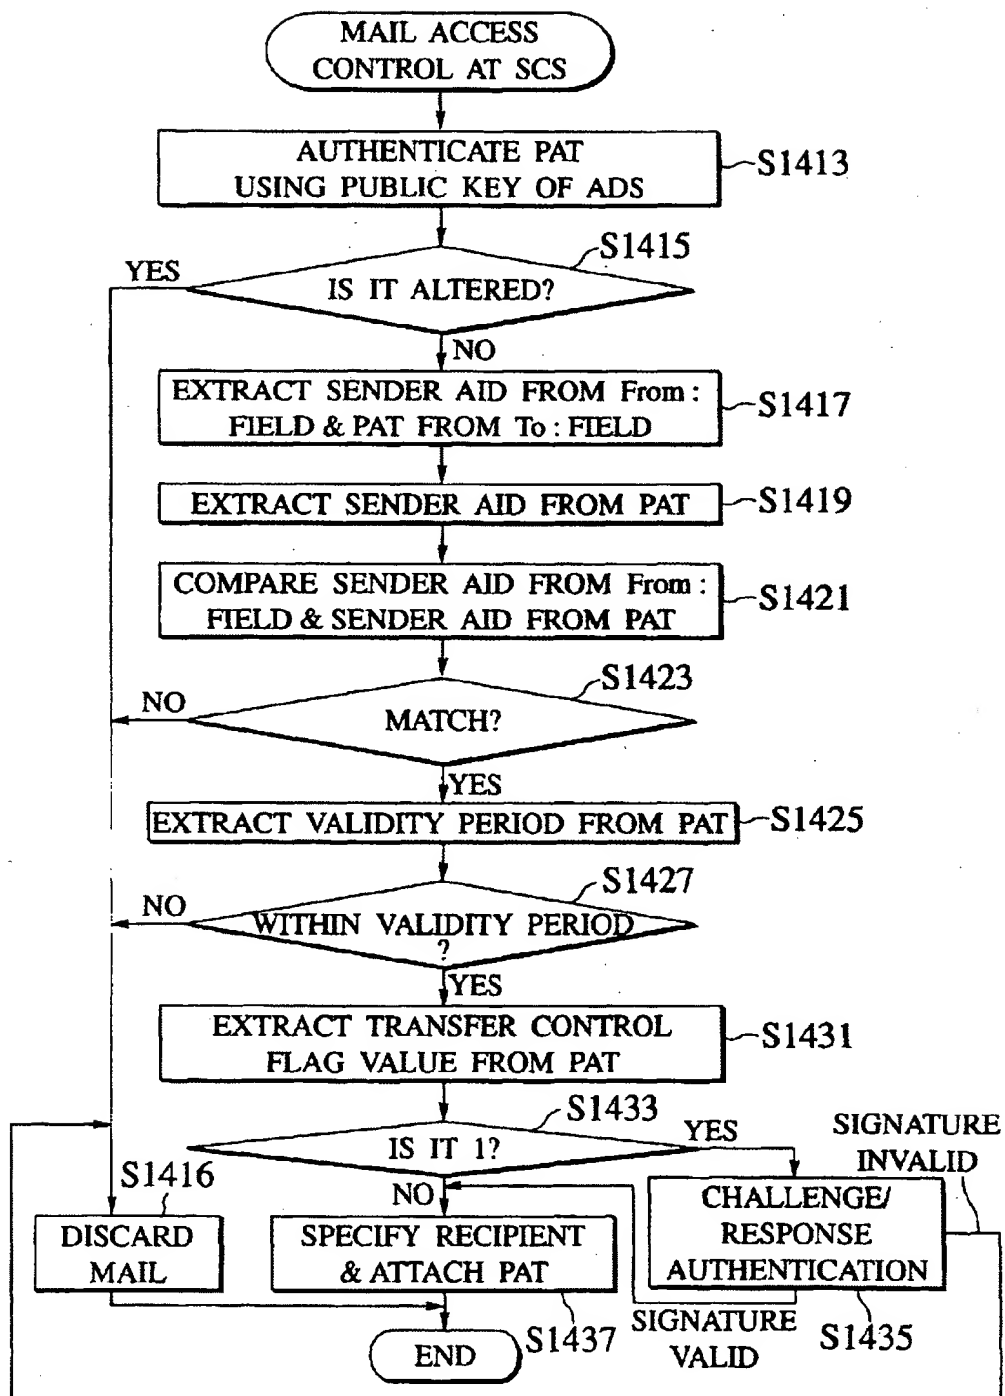 MAIL ACCESS
CONTROL AT SCS
AUTHENTICATE PAT
USING PUBLIC KEY OF ADS
S1413
S1415
YES
IS IT ALTERED?
NO
EXTRACT SENDER AID FROM From:
FIELD & PAT FROM To: FIELD
S1417
EXTRACT SENDER AID FROM PAT
S1419
COMPARE SENDER AID FROM From:
FIELD & SENDER AID FROM PAT
S1421
S1423
NO
MATCH?
YES
EXTRACT VALIDITY PERIOD FROM PAT
S1425
S1427
NO
WITHIN VALIDITY PERIOD
?
YES
EXTRACT TRANSFER CONTROL
FLAG VALUE FROM PAT
S1431
S1433
IS IT 1?
YES
SIGNATURE
INVALID
S1416
NO
DISCARD
MAIL
SPECIFY RECIPIENT
& ATTACH PAT
CHALLENGE/
RESPONSE
AUTHENTICATION
S1437
SIGNATURE
VALID
S1435
END